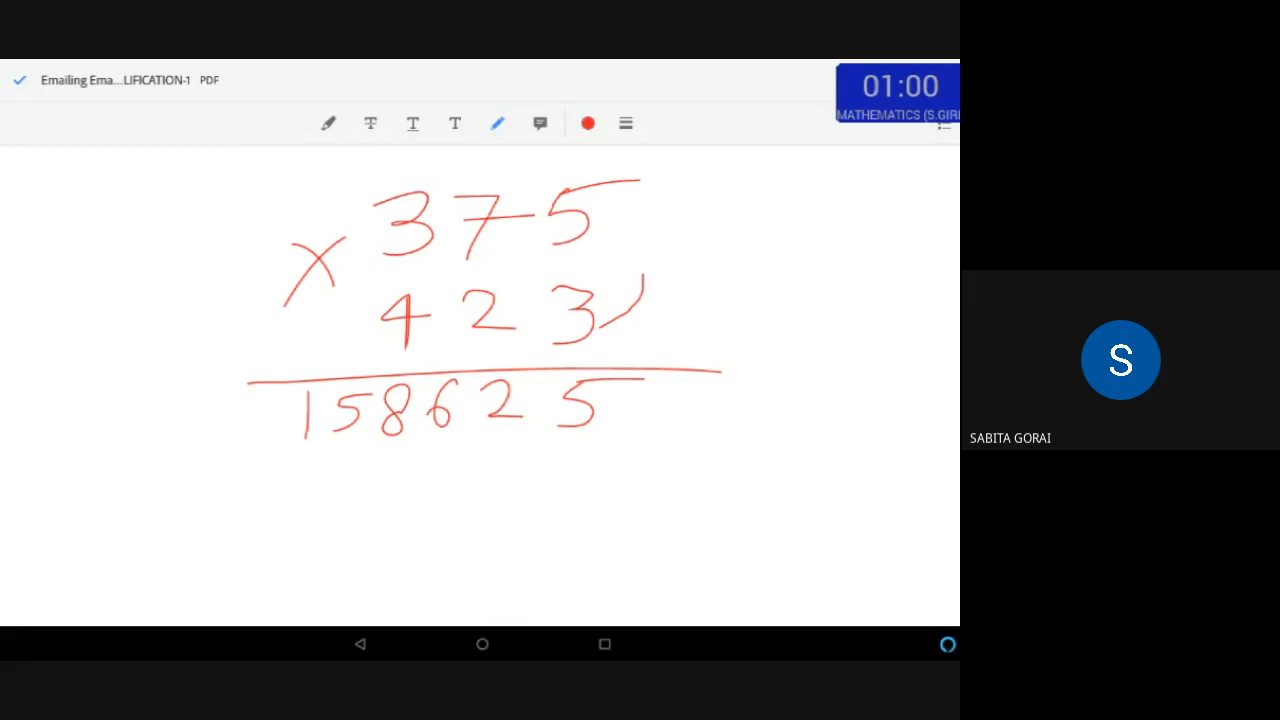 Emailing Ema...LIFICATION-1 PDF
01:00
MATHEMATICS (S.GIRI
T T T
375
× 423
158625
S
SABITA GORAI